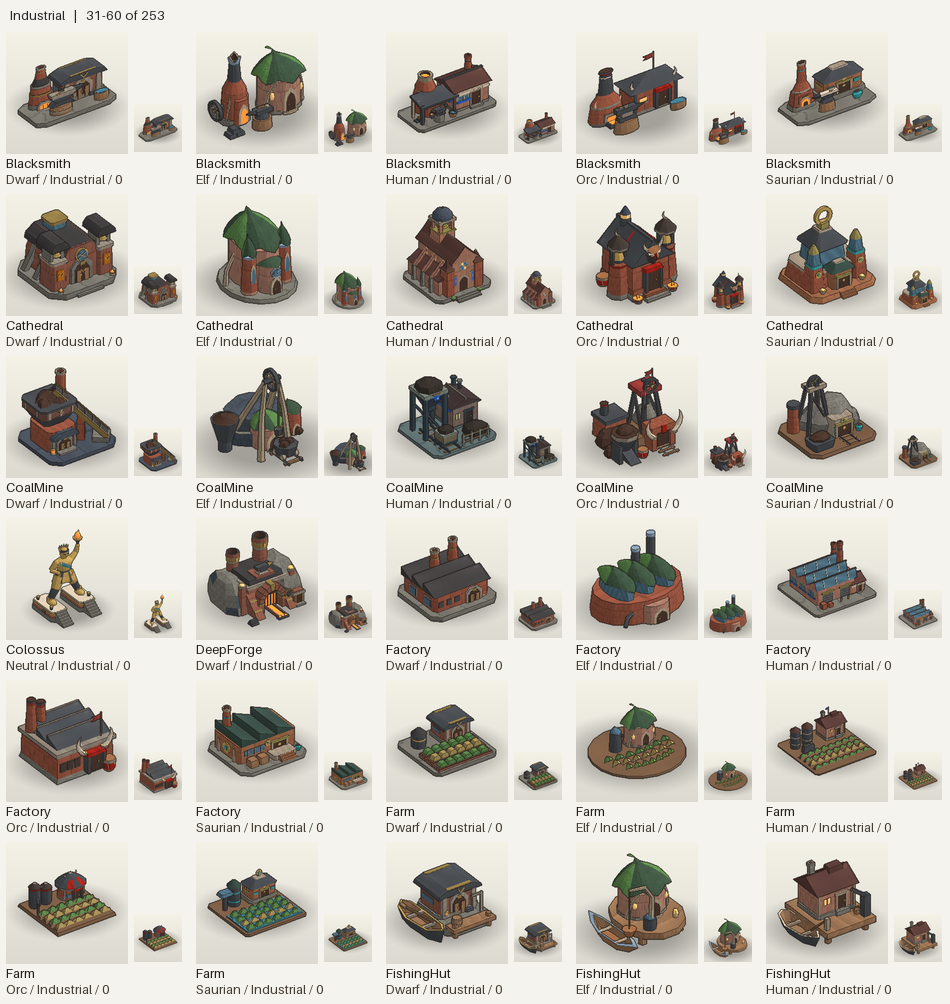 Industrial | 31-60 of 253
Blacksmith
Dwarf / Industrial / 0
Blacksmith
Elf / Industrial / 0
Blacksmith
Human / Industrial / 0
Blacksmith
Orc / Industrial / 0
Blacksmith
Saurian / Industrial / 0
Cathedral
Dwarf / Industrial / 0
Cathedral
Elf / Industrial / 0
Cathedral
Human / Industrial / 0
Cathedral
Orc / Industrial / 0
Cathedral
Saurian / Industrial / 0
CoalMine
Dwarf / Industrial / 0
CoalMine
Elf / Industrial / 0
CoalMine
Human / Industrial / 0
CoalMine
Orc / Industrial / 0
CoalMine
Saurian / Industrial / 0
Colossus
Neutral / Industrial / 0
DeepForge
Dwarf / Industrial / 0
Factory
Dwarf / Industrial / 0
Factory
Elf / Industrial / 0
Factory
Human / Industrial / 0
Factory
Orc / Industrial / 0
Factory
Saurian / Industrial / 0
Farm
Dwarf / Industrial / 0
Farm
Elf / Industrial / 0
Farm
Human / Industrial / 0
Farm
Orc / Industrial / 0
Farm
Saurian / Industrial / 0
FishingHut
Dwarf / Industrial / 0
FishingHut
Elf / Industrial / 0
FishingHut
Human / Industrial / 0